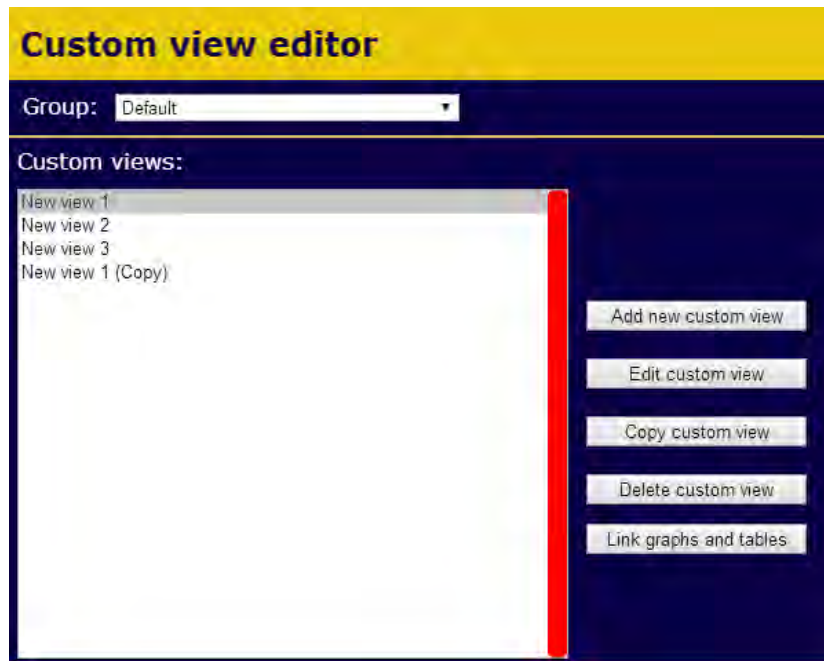 Custom view editor
Group: Default
Custom views:
New view 1
New view 2
New view 3
New view 1 (Copy)
Add new custom view
Edit custom view
Copy custom view
Delete custom view
Link graphs and tables